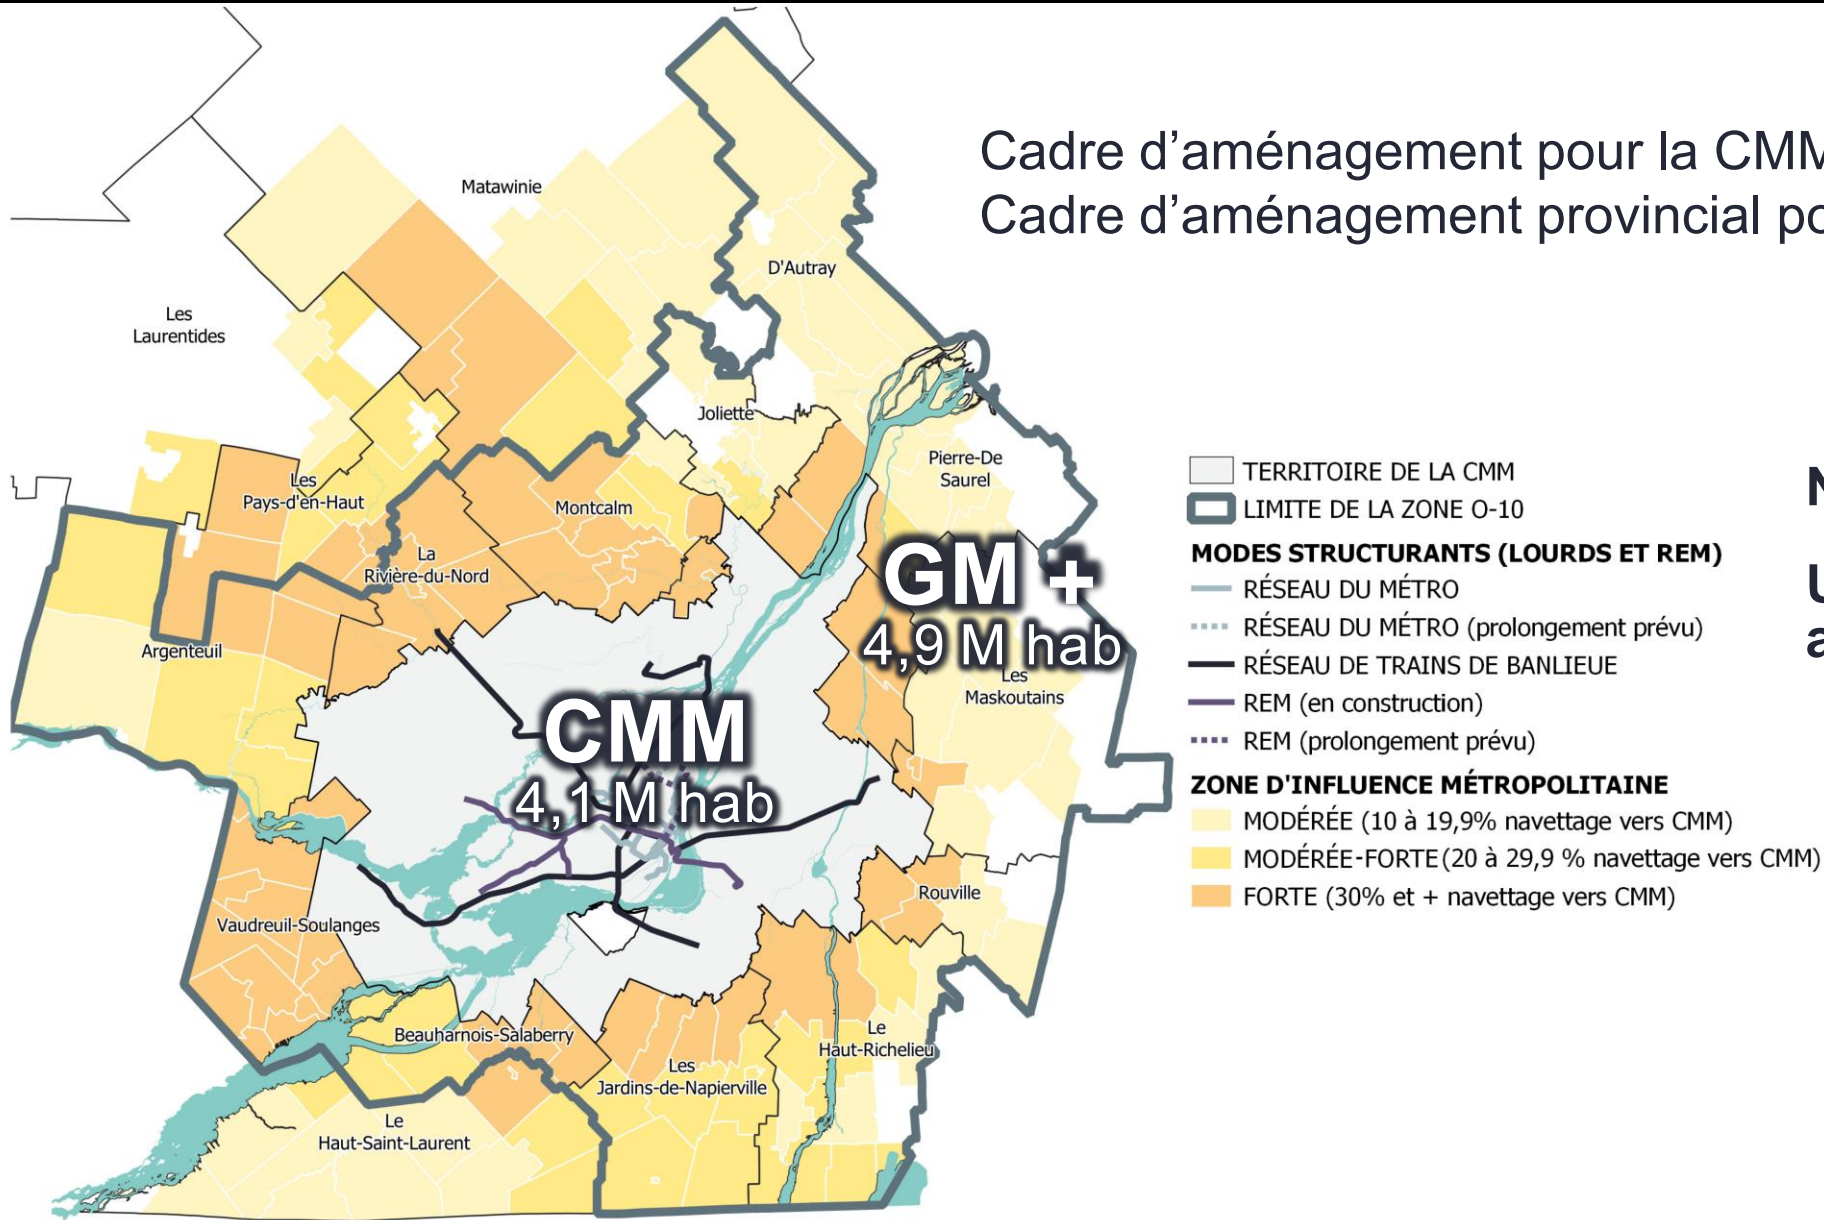 Cadre d'aménagement pour la CMM
Cadre d'aménagement provincial
Matawinie
D'Autray
Les
Laurentides
Joliette
Pierre-De
Saurel
Les
Pays-d'en-Haut
Montcalm
La
Rivière-du-Nord
GM +
4,9 M hab
Argenteuil
Les
Maskoutains
CMM
4,1 M hab
Rouville
Vaudreuil-Soulanges
Beauharnois-Salaberry
Le
Haut-Richelieu
Les
Jardins-de-Napierville
Le
Haut-Saint-Laurent
TERRITOIRE DE LA CMM
LIMITE DE LA ZONE O-10
MODES STRUCTURANTS (LOURDS ET REM)
RÉSEAU DU MÉTRO
RÉSEAU DU MÉTRO (prolongement prévu)
RÉSEAU DE TRAINS DE BANLIEUE
REM (en construction)
REM (prolongement prévu)
ZONE D'INFLUENCE MÉTROPOLITAINE
MODÉRÉE (10 à 19,9% navettage vers CMM)
MODÉRÉE-FORTE (20 à 29,9 % navettage vers CMM)
FORTE (30% et + navettage vers CMM)